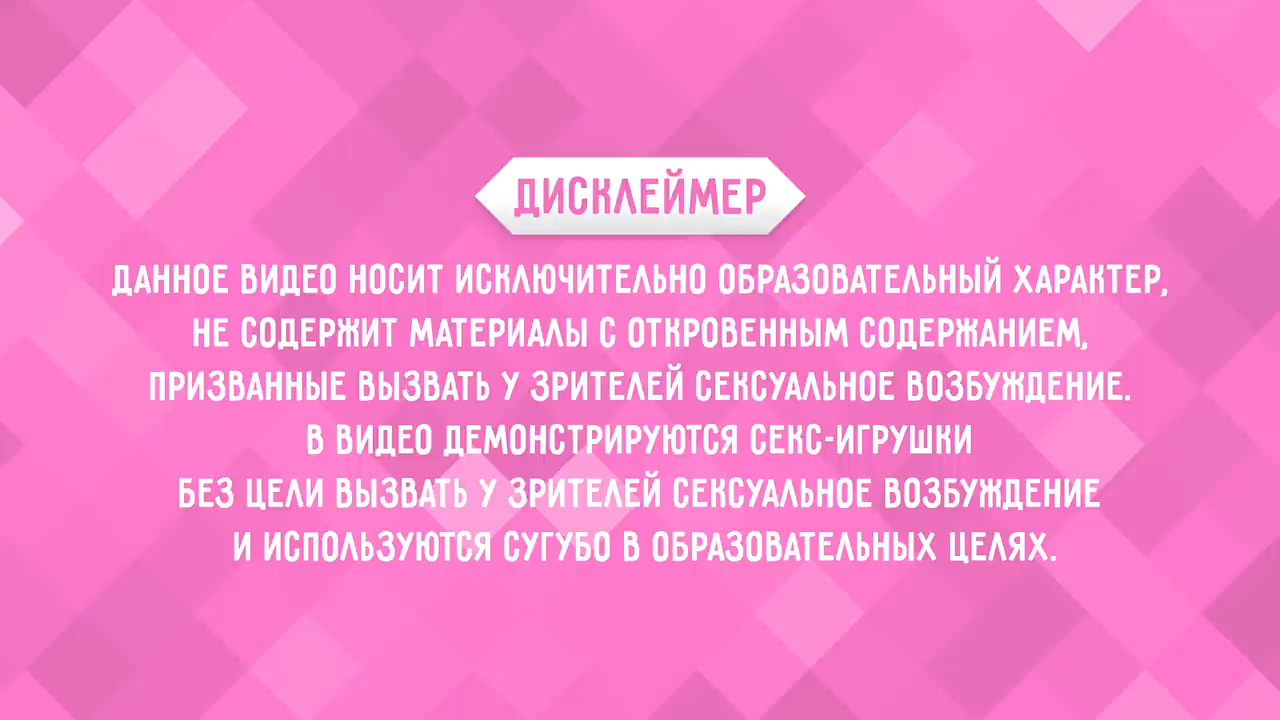 ДИСКЛЕЙМЕР
ДАННОЕ ВИДЕО НОСИТ ИСКЛЮЧИТЕЛЬНО ОБРАЗОВАТЕЛЬНЫЙ ХАРАКТЕР,
НЕ СОДЕРЖИТ МАТЕРИАЛЫ С ОТКРОВЕННЫМ СОДЕРЖАНИЕМ,
ПРИЗВАННЫЕ ВЫЗВАТЬ У ЗРИТЕЛЕЙ СЕКСУАЛЬНОЕ ВОЗБУЖДЕНИЕ.
В ВИДЕО ДЕМОНСТРИРУЮТСЯ СЕКС-ИГРУШКИ
БЕЗ ЦЕЛИ ВЫЗВАТЬ У ЗРИТЕЛЕЙ СЕКСУАЛЬНОЕ ВОЗБУЖДЕНИЕ
И ИСПОЛЬЗУЮТСЯ СУГУБО В ОБРАЗОВАТЕЛЬНЫХ ЦЕЛЯХ.